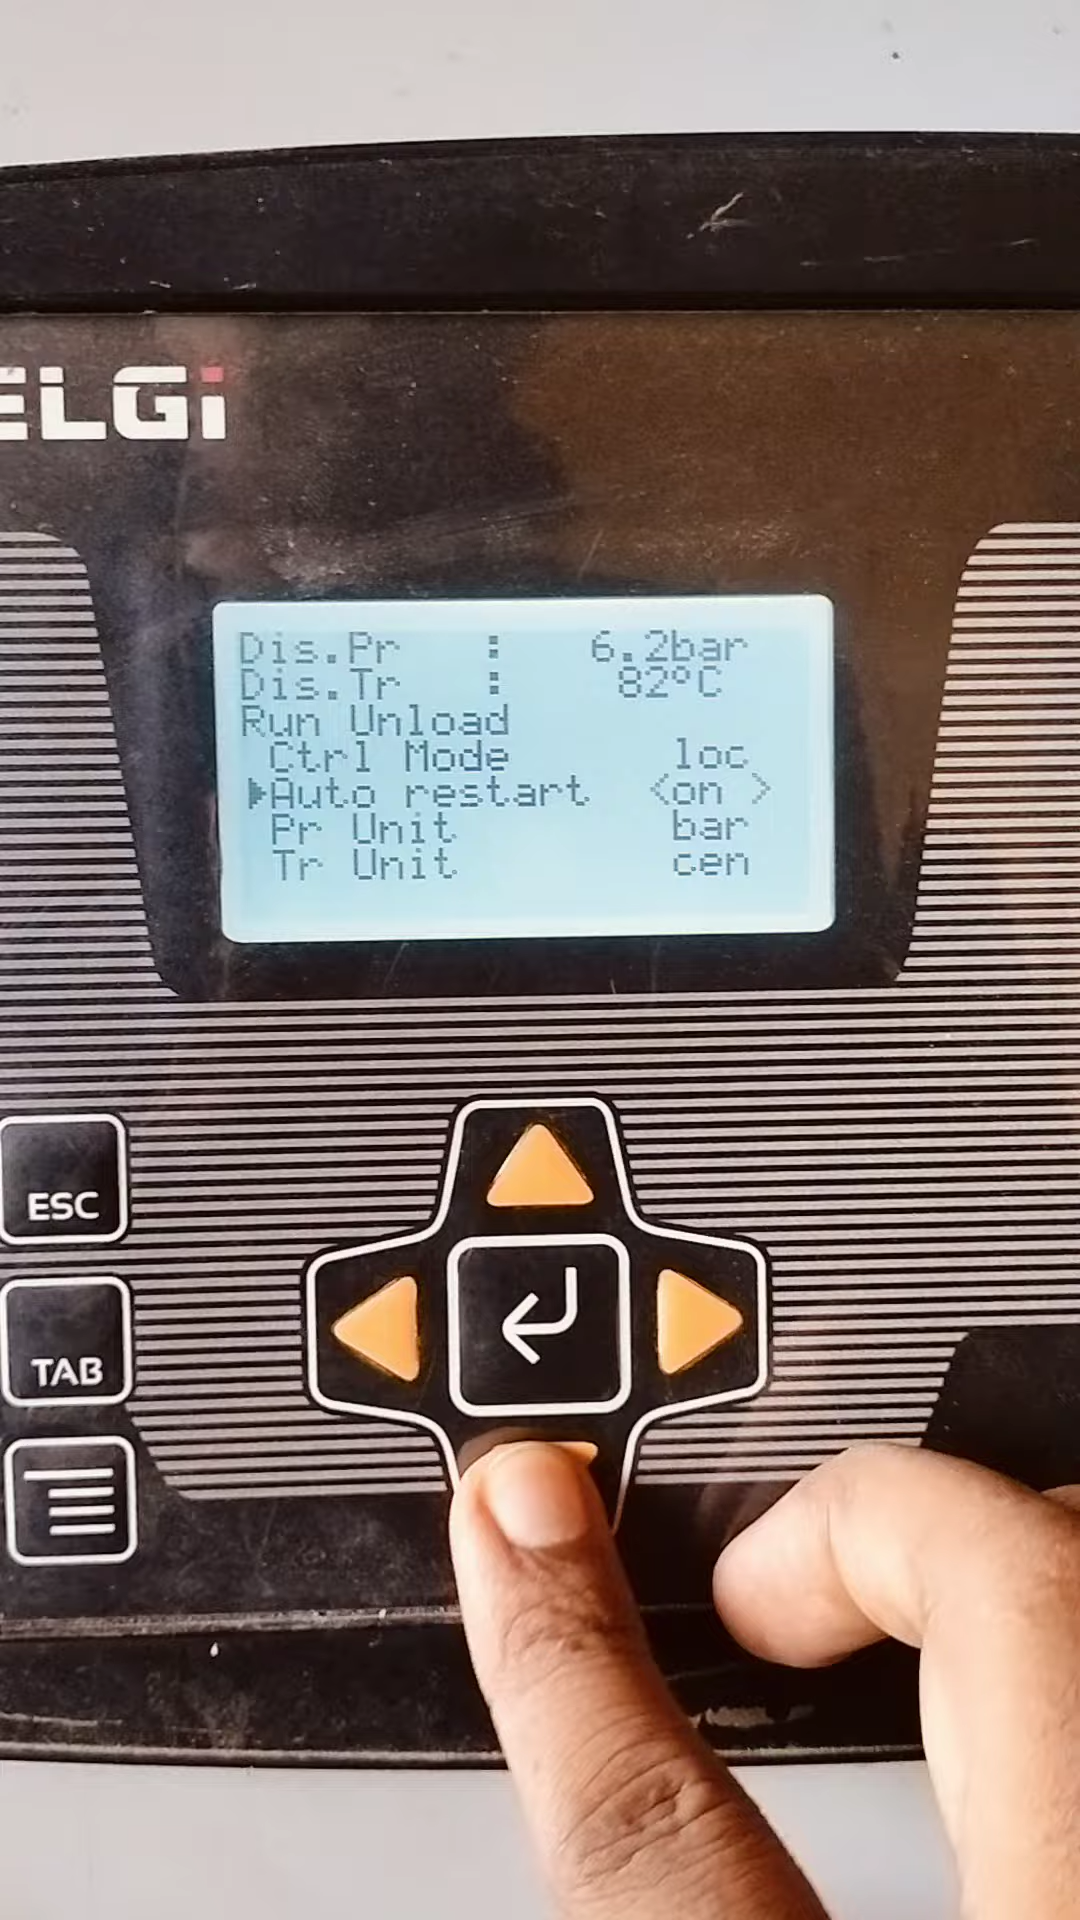 ELGi
Dis.Pr : 6.2bar
Dis.Tr : 82ºC
Run Unload
Ctrl Mode loc
Auto restart <on >
Pr Unit bar
Tr Unit cen
ESC
TAB